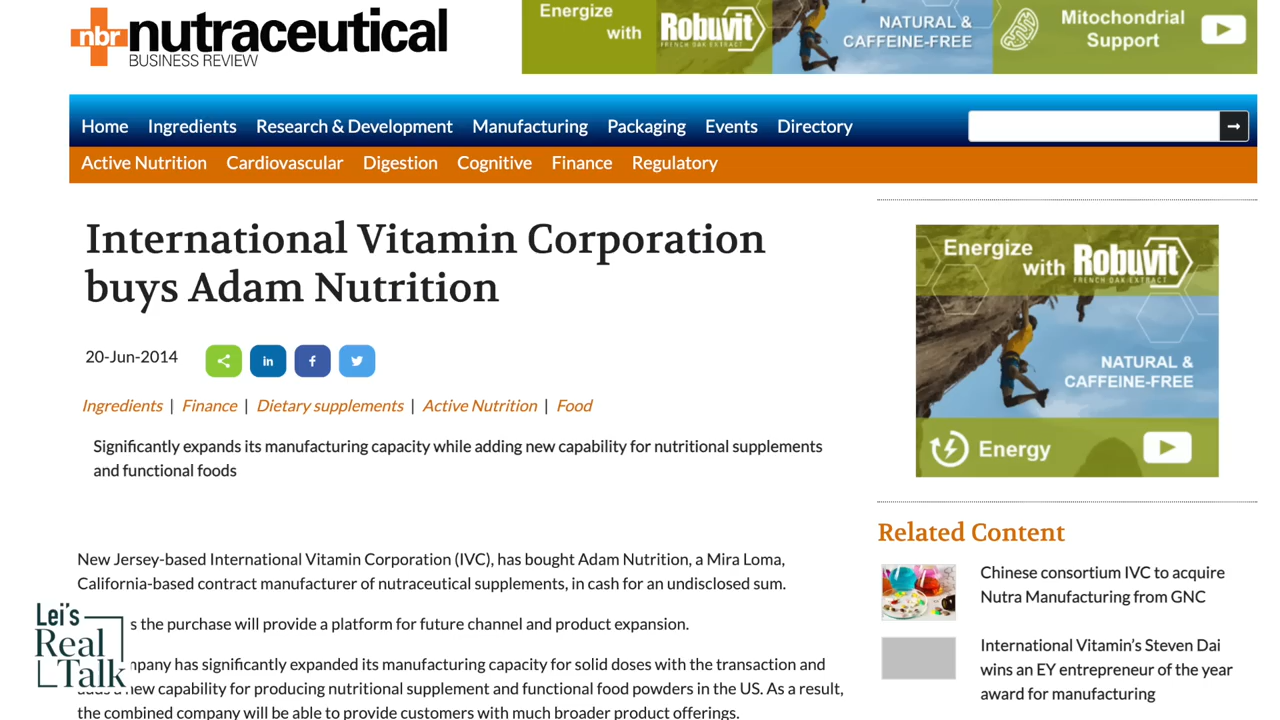 nbr nutraceutical
BUSINESS REVIEW
Energize
with Robuvit
FRENCH OAK EXTRACT
NATURAL &
CAFFEINE-FREE
Mitochondrial
Support
Home Ingredients Research & Development Manufacturing Packaging Events Directory
Active Nutrition Cardiovascular Digestion Cognitive Finance Regulatory
International Vitamin Corporation
buys Adam Nutrition
20-Jun-2014
Ingredients | Finance | Dietary supplements | Active Nutrition | Food
Significantly expands its manufacturing capacity while adding new capability for nutritional supplements
and functional foods
New Jersey-based International Vitamin Corporation (IVC), has bought Adam Nutrition, a Mira Loma,
California-based contract manufacturer of nutraceutical supplements, in cash for an undisclosed sum.
s the purchase will provide a platform for future channel and product expansion.
mpany has significantly expanded its manufacturing capacity for solid doses with the transaction and
new capability for producing nutritional supplement and functional food powders in the US. As a result,
the combined company will be able to provide customers with much broader product offerings.
Energize
with Robuvit
FRENCH OAK EXTRACT
NATURAL &
CAFFEINE-FREE
Energy
Related Content
Chinese consortium IVC to acquire
Nutra Manufacturing from GNC
International Vitamin's Steven Dai
wins an EY entrepreneur of the year
award for manufacturing
Lei's
Real
Talk